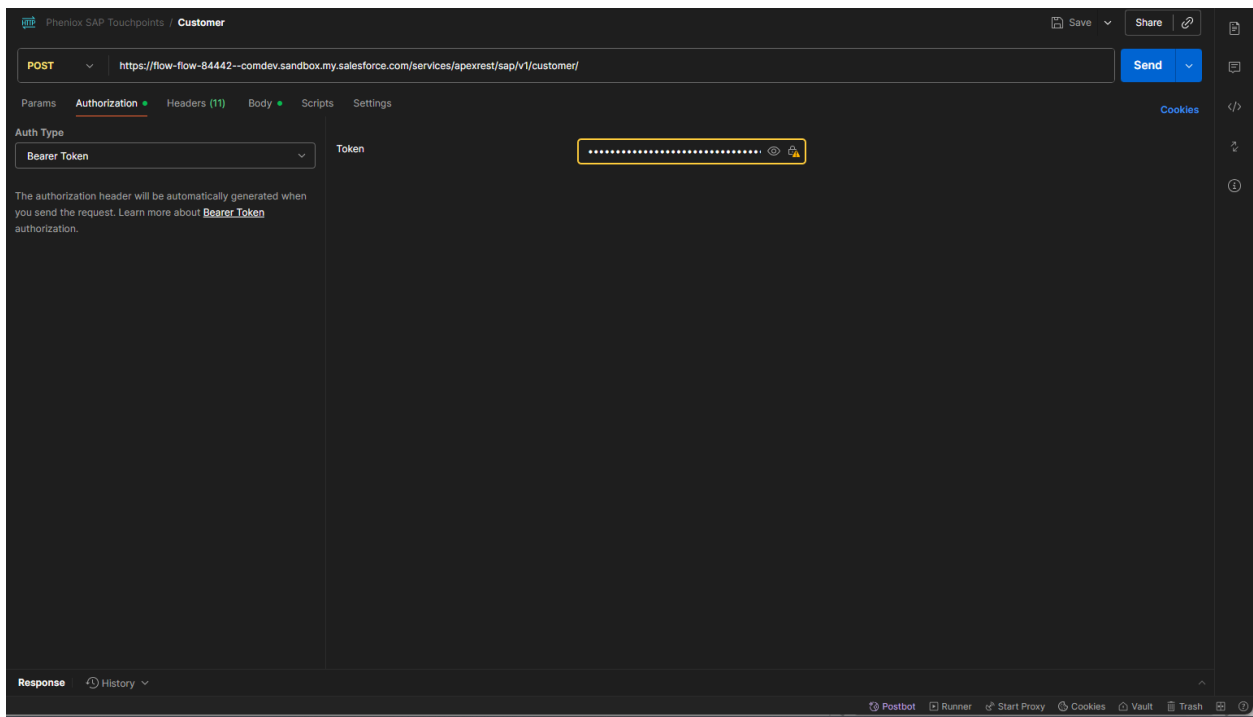 HTTP Pheniox SAP Touchpoints / Customer
Save
Share
POST
https://flow-flow-84442--comdev.sandbox.my.salesforce.com/services/apexrest/sap/v1/customer/
Send
Params Authorization Headers (11) Body Scripts Settings
Cookies
Auth Type
Bearer Token
The authorization header will be automatically generated when
you send the request. Learn more about Bearer Token
authorization.
Token
Response History
Postbot Runner Start Proxy Cookies Vault Trash